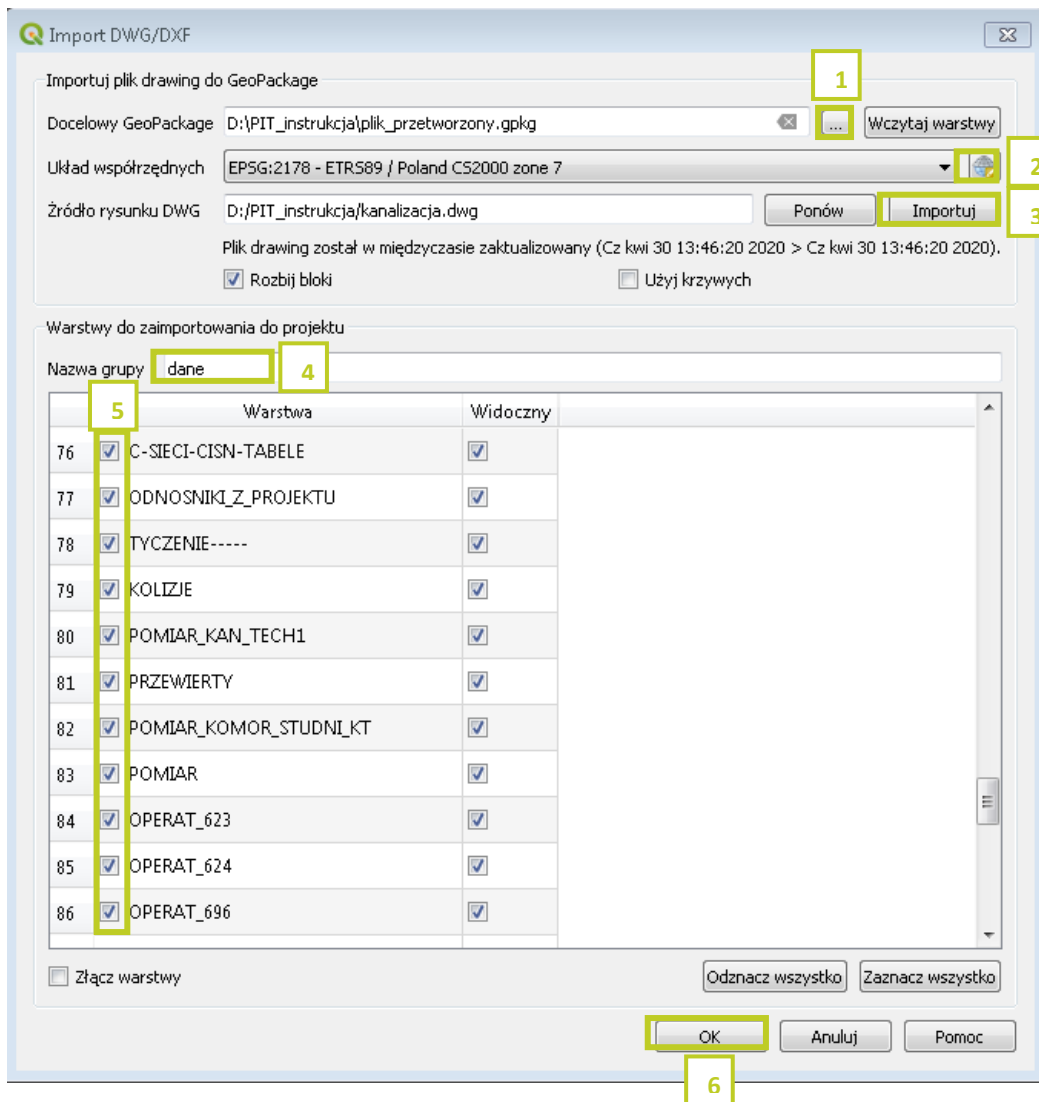 Import DWG/DXF
Importuj plik drawing do GeoPackage
1
Docelowy GeoPackage D:\PIT_instrukcja\plik_przetworzony.gpkg ... Wczytaj warstwy
Układ współrzędnych EPSG:2178 - ETRS89 / Poland CS2000 zone 7 2
Źródło rysunku DWG D:/PIT_instrukcja/kanalizacja.dwg Ponów Importuj 3
Plik drawing został w międzyczasie zaktualizowany (Cz kwi 30 13:46:20 2020 > Cz kwi 30 13:46:20 2020).
Rozbij bloki Użyj krzywych
Warstwy do zaimportowania do projektu
Nazwa grupy dane 4
5 Warstwa Widoczny
76 C-SIECI-CISN-TABELE
77 ODNOSNIKI_Z_PROJEKTU
78 TYCZENIE-----
79 KOLIZJE
80 POMIAR_KAN_TECH1
81 PRZEWIERTY
82 POMIAR_KOMOR_STUDNI_KT
83 POMIAR
84 OPERAT_623
85 OPERAT_624
86 OPERAT_696
Złącz warstwy Odznacz wszystko Zaznacz wszystko
OK Anuluj Pomoc
6